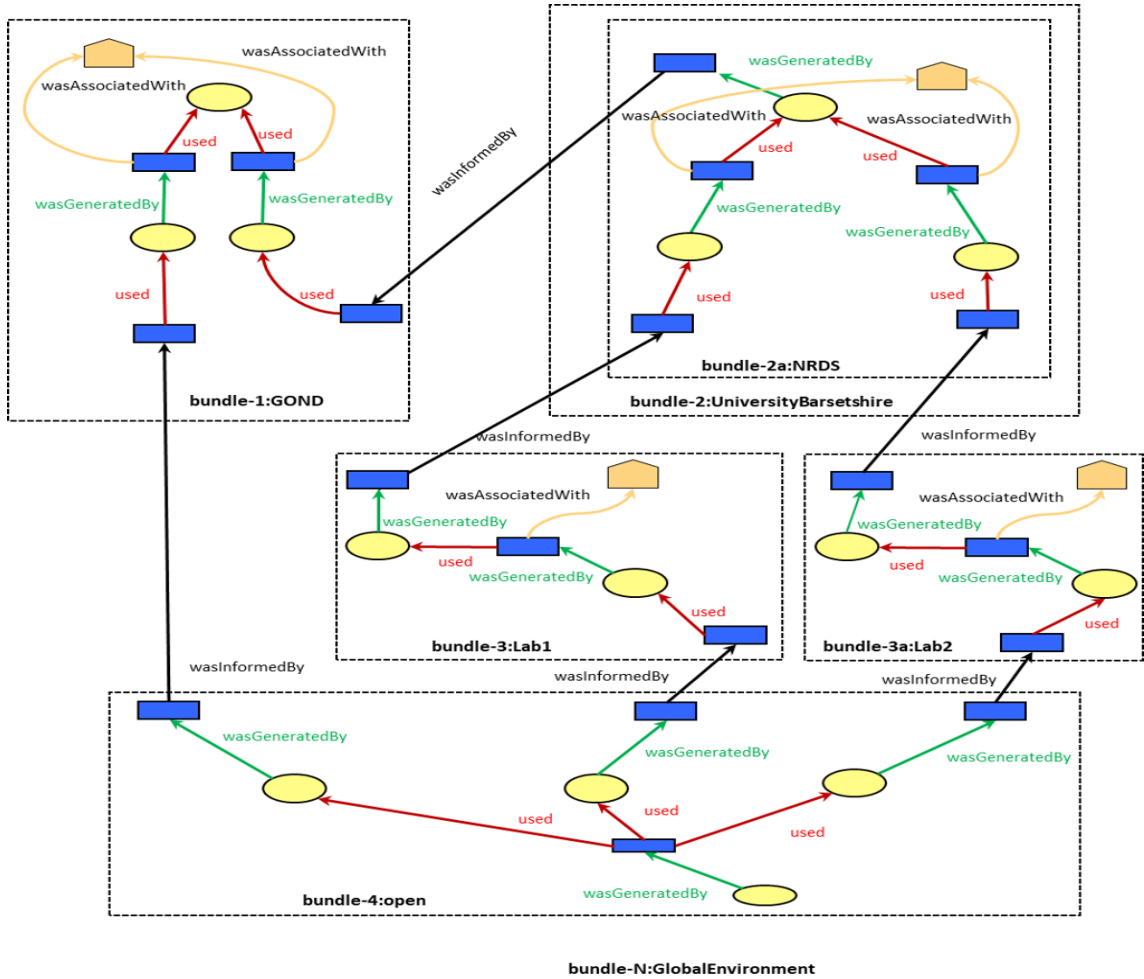 wasAssociatedWith
wasAssociatedWith
used
used
wasGeneratedBy
wasGeneratedBy
used
used
bundle-1:GOND
wasInformedBy
wasGeneratedBy
wasAssociatedWith
wasAssociatedWith
used
used
wasGeneratedBy
wasGeneratedBy
used
used
bundle-2a:NRDS
bundle-2:UniversityBarsetshire
wasInformedBy
wasInformedBy
wasAssociatedWith
wasGeneratedBy
used
wasGeneratedBy
used
bundle-3:Lab1
wasAssociatedWith
wasGeneratedBy
used
wasGeneratedBy
used
bundle-3a:Lab2
wasInformedBy
wasInformedBy
wasInformedBy
wasGeneratedBy
wasGeneratedBy
wasGeneratedBy
used
used
used
wasGeneratedBy
bundle-4:open
bundle-N:GlobalEnvironment